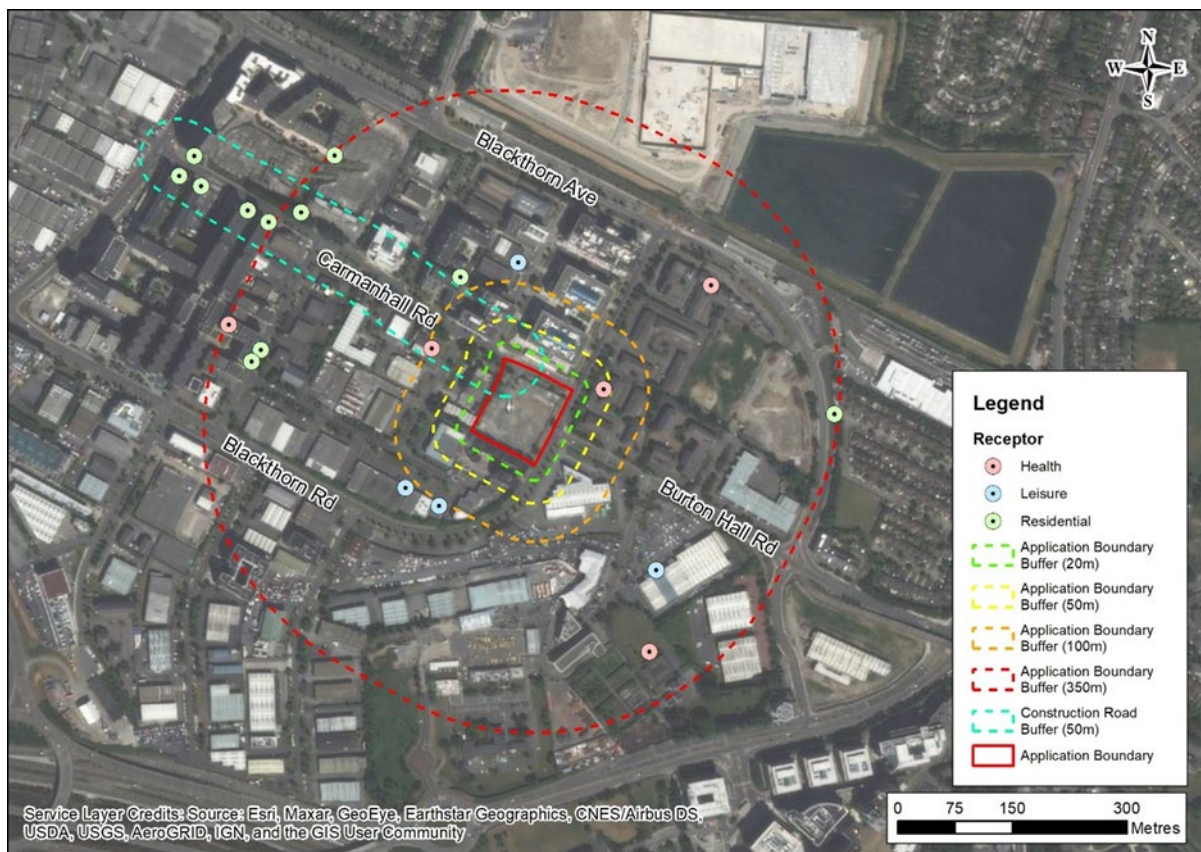 N
W E
S
Blackthorn Ave
Carmanhall Rd
Blackthorn Rd
Burton Hall Rd
Legend
Receptor
Health
Leisure
Residential
Application Boundary
Buffer (20m)
Application Boundary
Buffer (50m)
Application Boundary
Buffer (100m)
Application Boundary
Buffer (350m)
Construction Road
Buffer (50m)
Application Boundary
0 75 150 300
Metres
Service Layer Credits: Source: Esri, Maxar, GeoEye, Earthstar Geographics, CNES/Airbus DS,
USDA, USGS, AeroGRID, IGN, and the GIS User Community